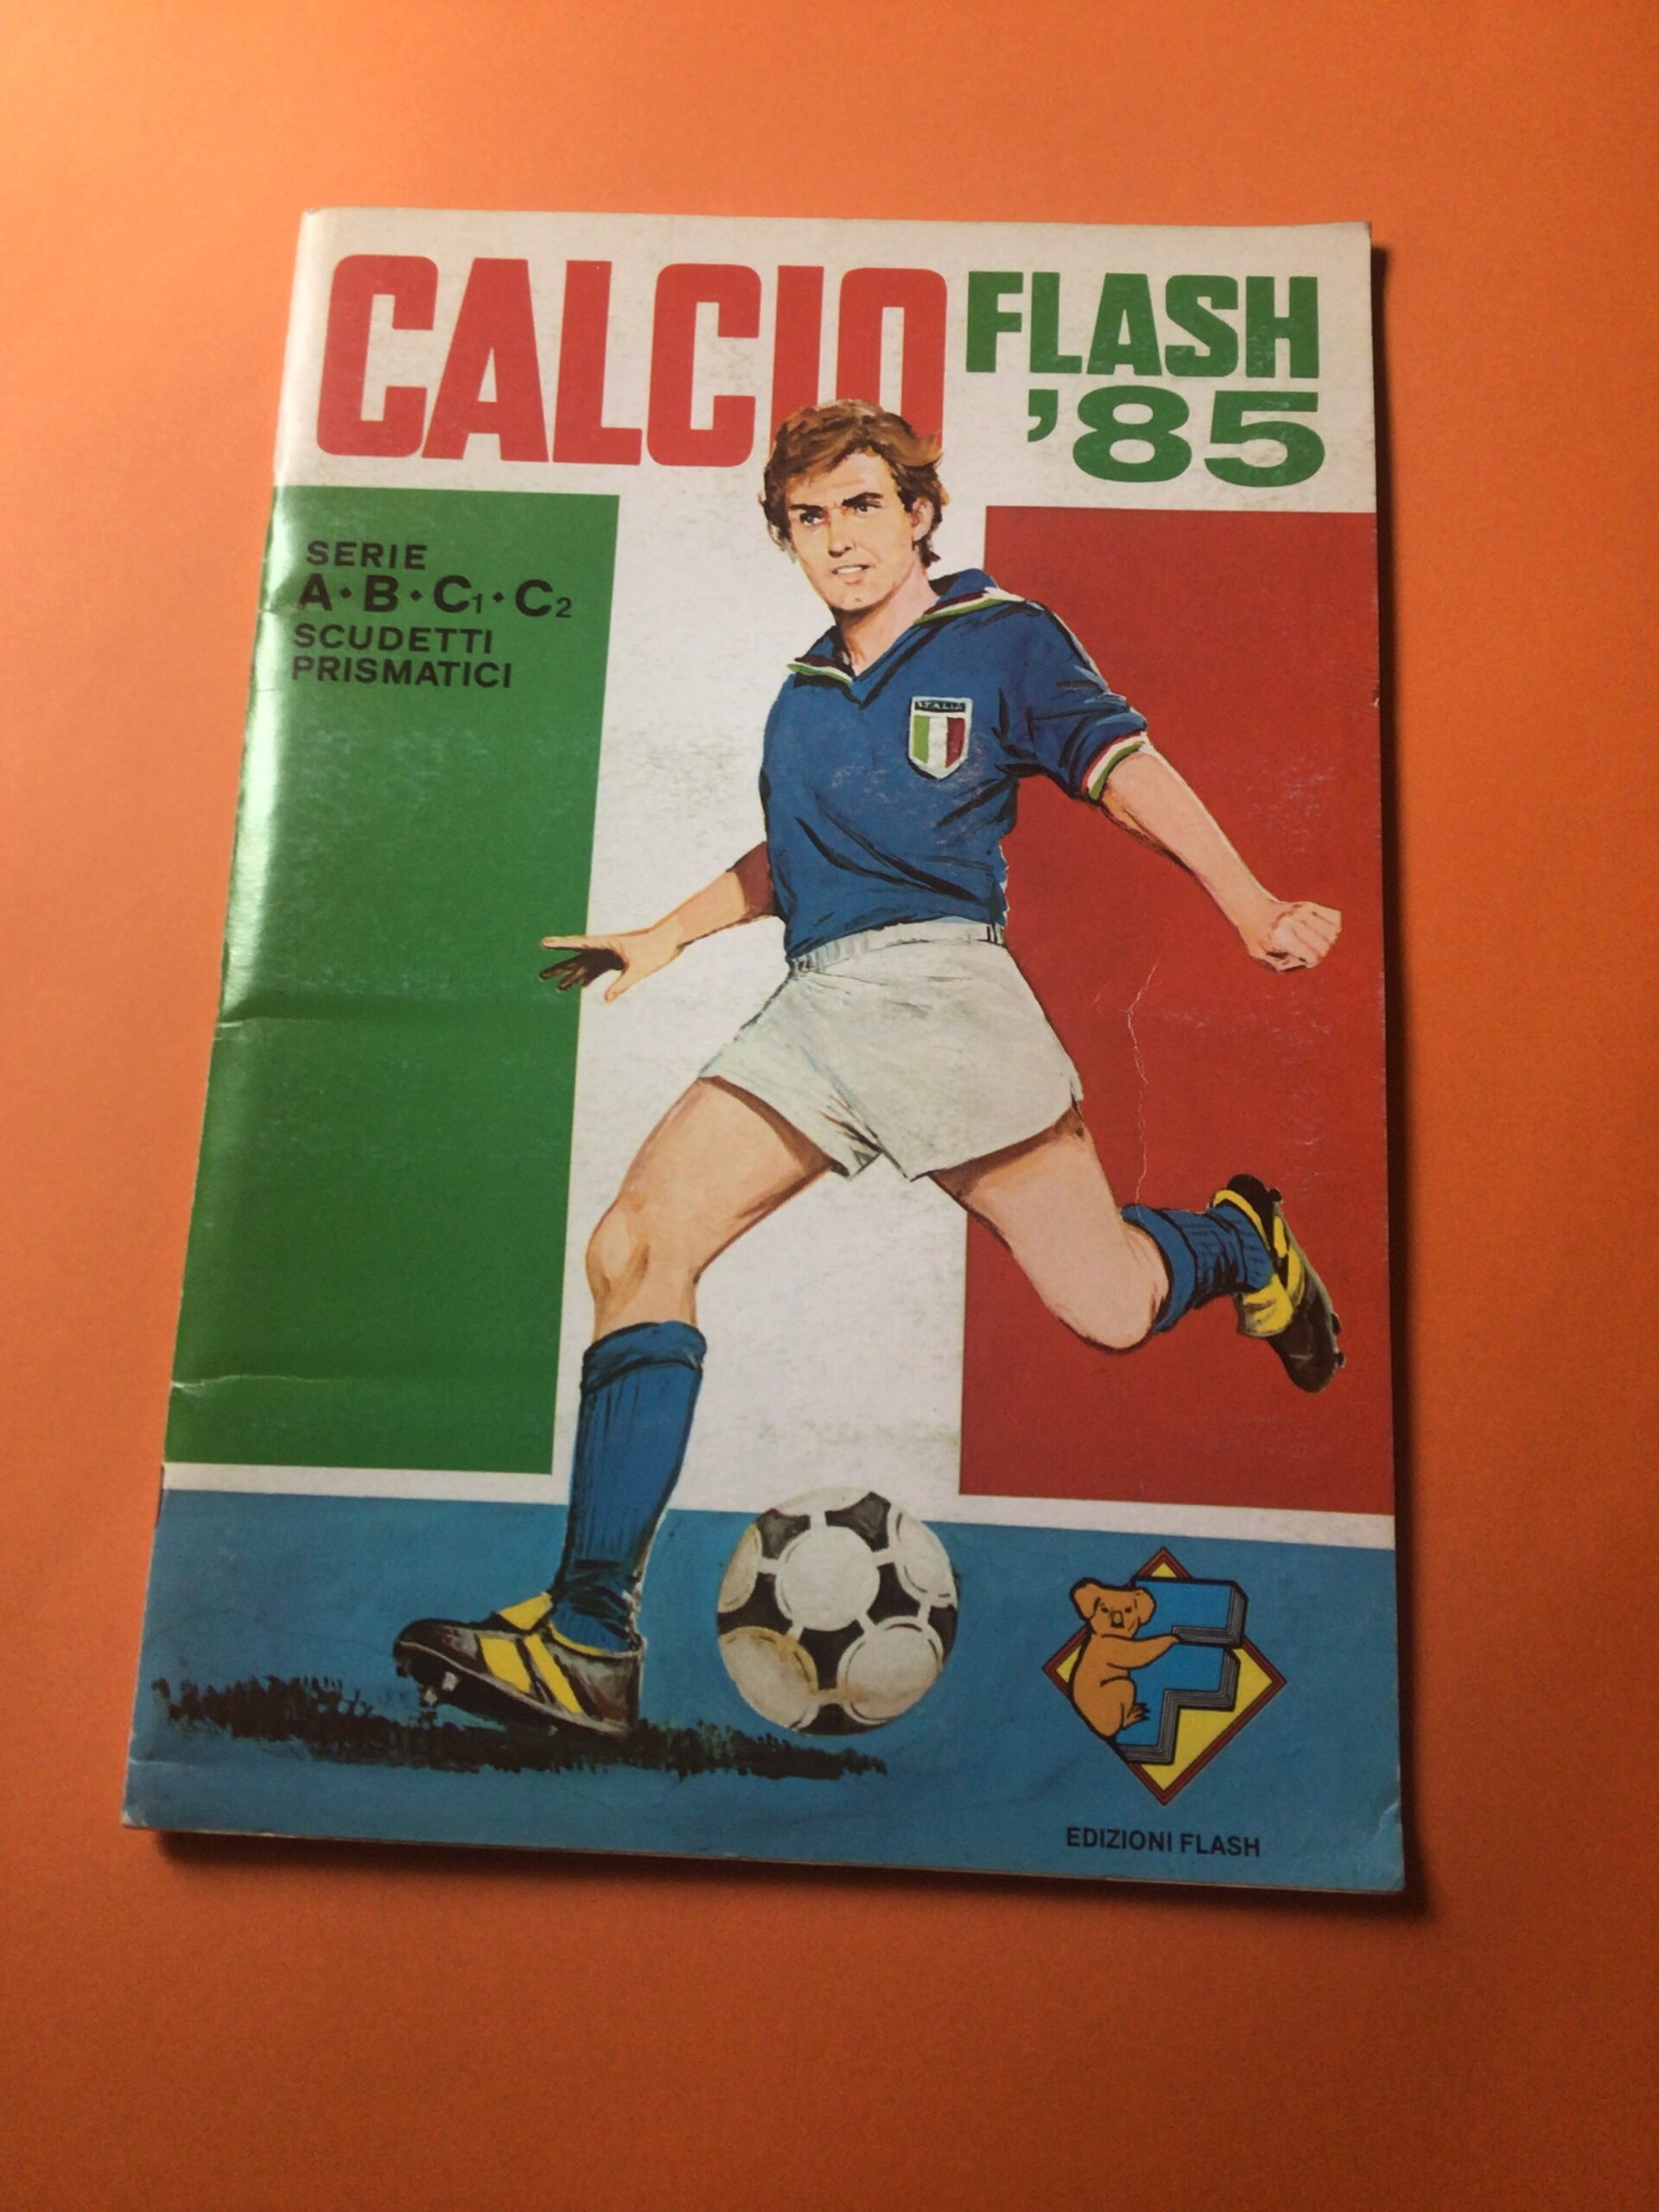 CALCIO FLASH
'85
SERIE
A・B・C1・C2
SCUDETTI
PRISMATICI
ITALIA
EDIZIONI FLASH